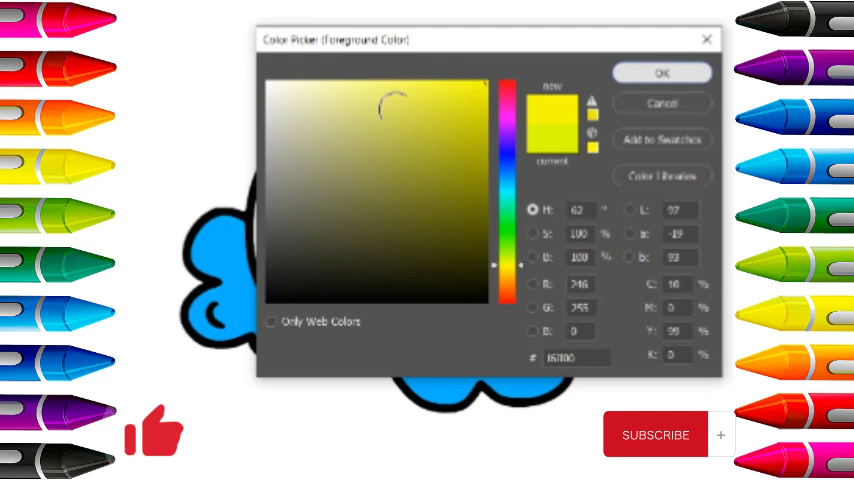 Color Picker (Foreground Color)
new
OK
Cancel
Add to Swatches
current
Color Libraries
H: 62 °
L: 97
S: 100 %
a: -19
B: 100 %
b: 93
R: 246
C: 10 %
G: 255
M: 0 %
B: 0
Y: 99 %
# f6ff00
K: 0 %
Only Web Colors
SUBSCRIBE +